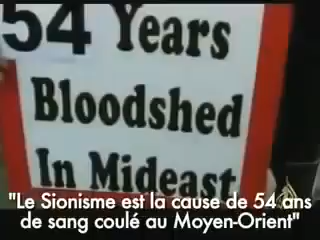 54 Years
Bloodshed
In Mideast
"Le Sionisme est la cause de 54 ans
de sang coulé au Moyen-Orient"